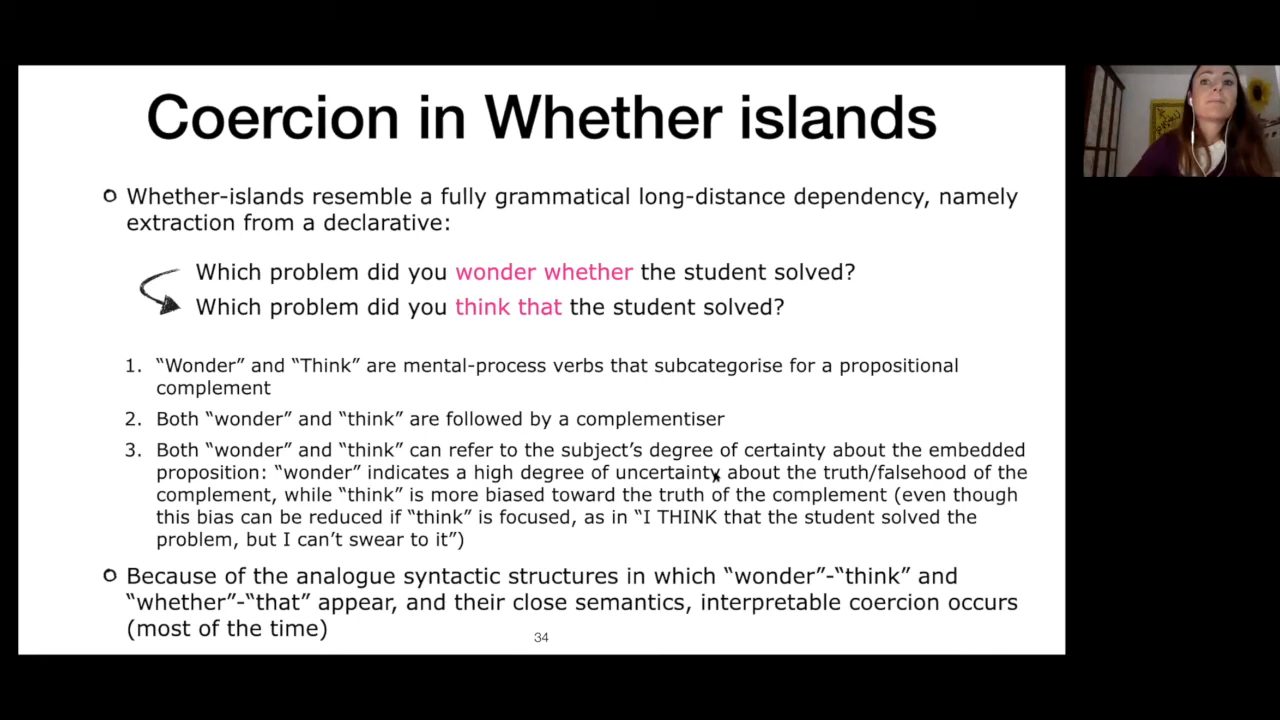 Coercion in Whether islands
Whether-islands resemble a fully grammatical long-distance dependency, namely
extraction from a declarative:
Which problem did you wonder whether the student solved?
Which problem did you think that the student solved?
1. “Wonder” and “Think” are mental-process verbs that subcategorise for a propositional
complement
2. Both “wonder” and “think” are followed by a complementiser
3. Both “wonder” and “think” can refer to the subject’s degree of certainty about the embedded
proposition: “wonder” indicates a high degree of uncertainty about the truth/falsehood of the
complement, while “think” is more biased toward the truth of the complement (even though
this bias can be reduced if “think” is focused, as in “I THINK that the student solved the
problem, but I can’t swear to it”)
Because of the analogue syntactic structures in which “wonder”-“think” and
“whether”-“that” appear, and their close semantics, interpretable coercion occurs
(most of the time)
34